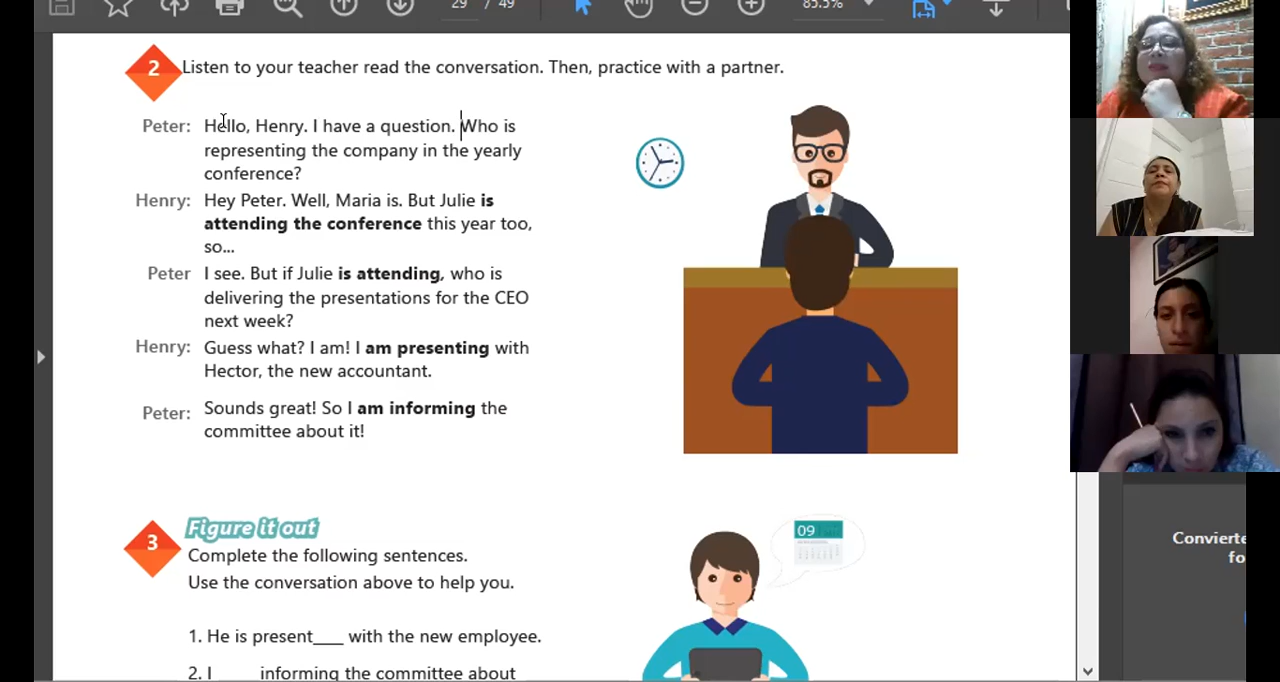 29 / 49
85.5%
2 Listen to your teacher read the conversation. Then, practice with a partner.
Peter: Hello, Henry. I have a question. Who is
representing the company in the yearly
conference?
Henry: Hey Peter. Well, Maria is. But Julie is
attending the conference this year too,
so...
Peter I see. But if Julie is attending, who is
delivering the presentations for the CEO
next week?
Henry: Guess what? I am! I am presenting with
Hector, the new accountant.
Peter: Sounds great! So I am informing the
committee about it!
09
3 Figure it out
Complete the following sentences.
Use the conversation above to help you.
1. He is present___ with the new employee.
2. I ___ informing the committee about
Convierte
fo